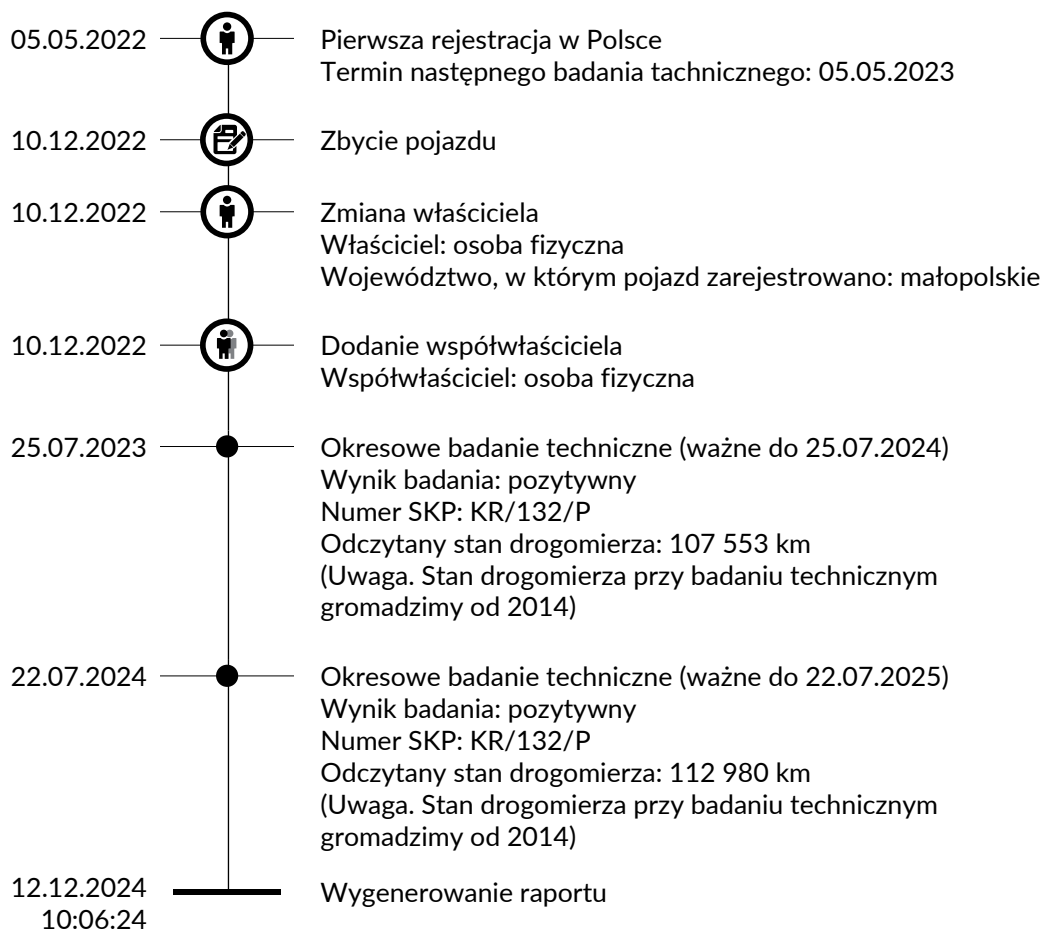 05.05.2022 Pierwsza rejestracja w Polsce
Termin następnego badania tachnicznego: 05.05.2023
10.12.2022 Zbycie pojazdu
10.12.2022 Zmiana właściciela
Właściciel: osoba fizyczna
Województwo, w którym pojazd zarejestrowano: małopolskie
10.12.2022 Dodanie współwłaściciela
Współwłaściciel: osoba fizyczna
25.07.2023 Okresowe badanie techniczne (ważne do 25.07.2024)
Wynik badania: pozytywny
Numer SKP: KR/132/P
Odczytany stan drogomierza: 107 553 km
(Uwaga. Stan drogomierza przy badaniu technicznym
gromadzimy od 2014)
22.07.2024 Okresowe badanie techniczne (ważne do 22.07.2025)
Wynik badania: pozytywny
Numer SKP: KR/132/P
Odczytany stan drogomierza: 112 980 km
(Uwaga. Stan drogomierza przy badaniu technicznym
gromadzimy od 2014)
12.12.2024 Wygenerowanie raportu
10:06:24